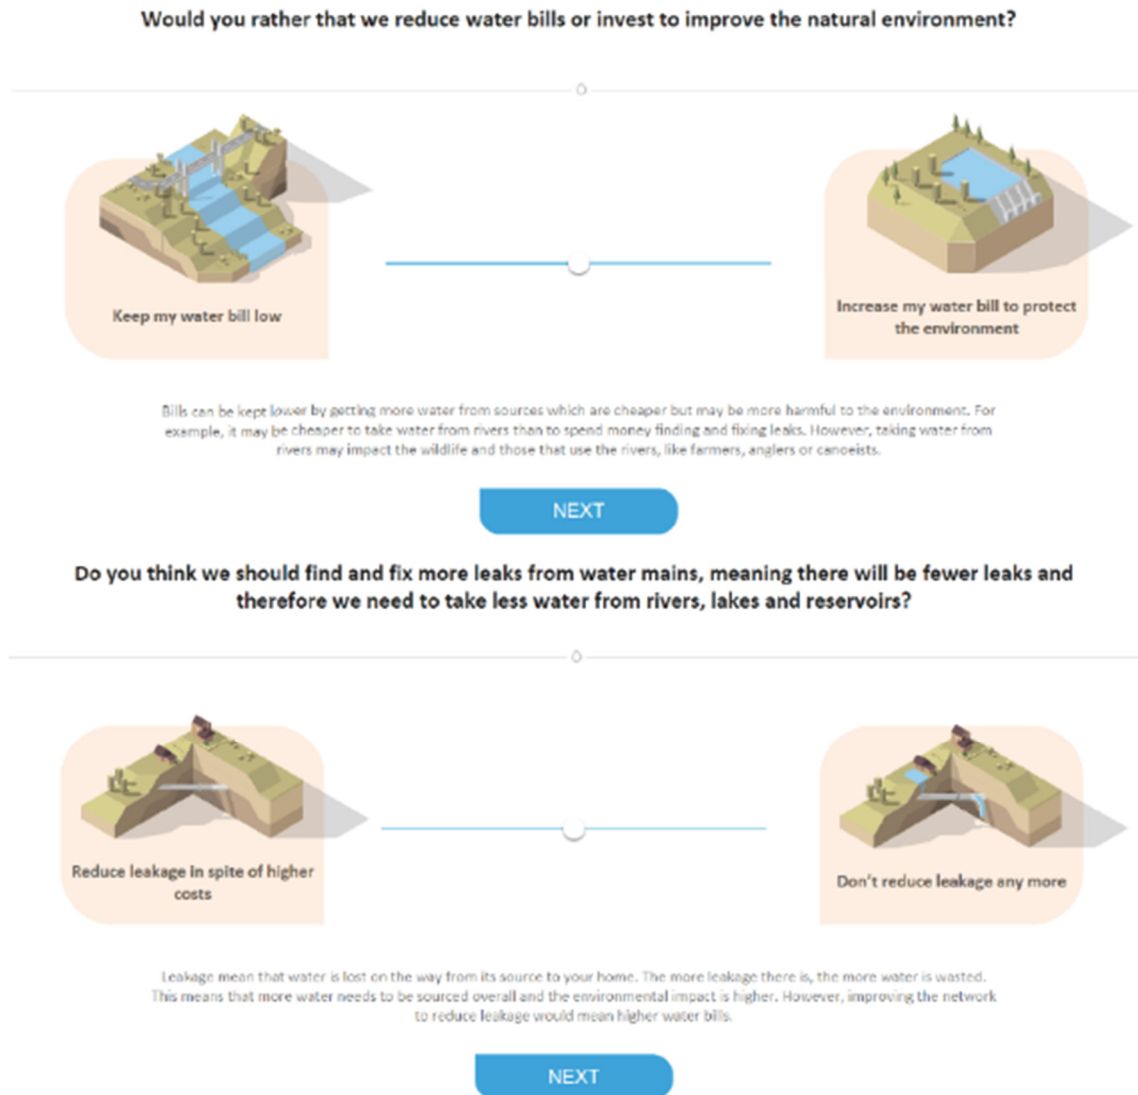 Would you rather that we reduce water bills or invest to improve the natural environment?
Keep my water bill low
Increase my water bill to protect
the environment
Bills can be kept lower by getting more water from sources which are cheaper but may be more harmful to the environment. For
example, it may be cheaper to take water from rivers than to spend money finding and fixing leaks. However, taking water from
rivers may impact the wildlife and those that use the rivers, like farmers, anglers or canoeists.
NEXT
Do you think we should find and fix more leaks from water mains, meaning there will be fewer leaks and
therefore we need to take less water from rivers, lakes and reservoirs?
Reduce leakage in spite of higher
costs
Don't reduce leakage any more
Leakage mean that water is lost on the way from its source to your home. The more leakage there is, the more water is wasted.
This means that more water needs to be sourced overall and the environmental impact is higher. However, improving the network
to reduce leakage would mean higher water bills.
NEXT